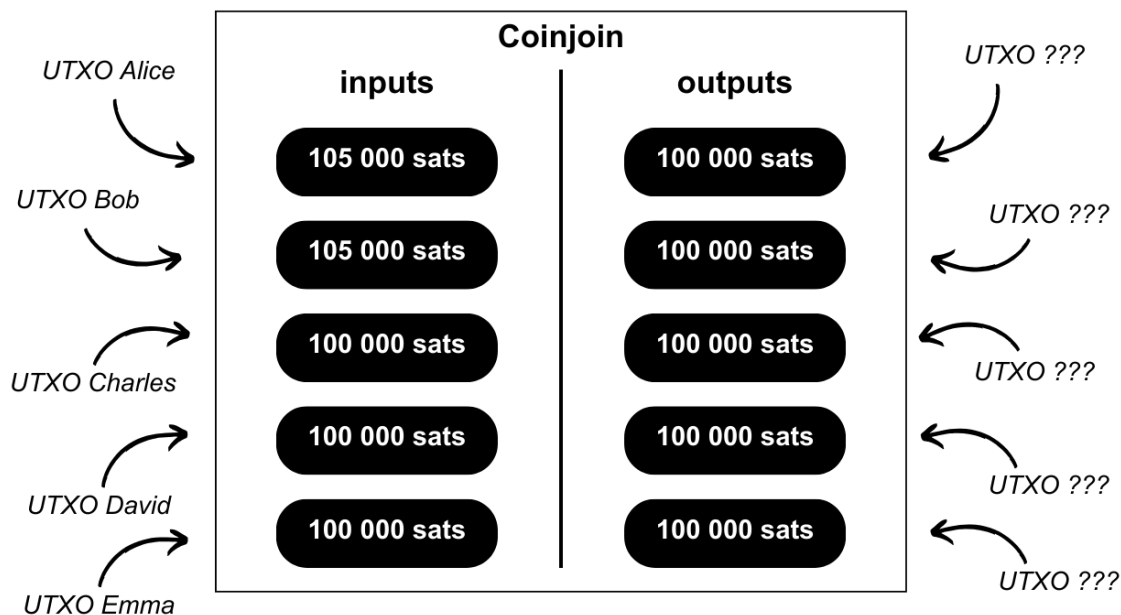 Coinjoin
inputs
outputs
UTXO Alice
105 000 sats
100 000 sats
UTXO ???
UTXO Bob
105 000 sats
100 000 sats
UTXO ???
UTXO Charles
100 000 sats
100 000 sats
UTXO ???
UTXO David
100 000 sats
100 000 sats
UTXO ???
UTXO Emma
100 000 sats
100 000 sats
UTXO ???